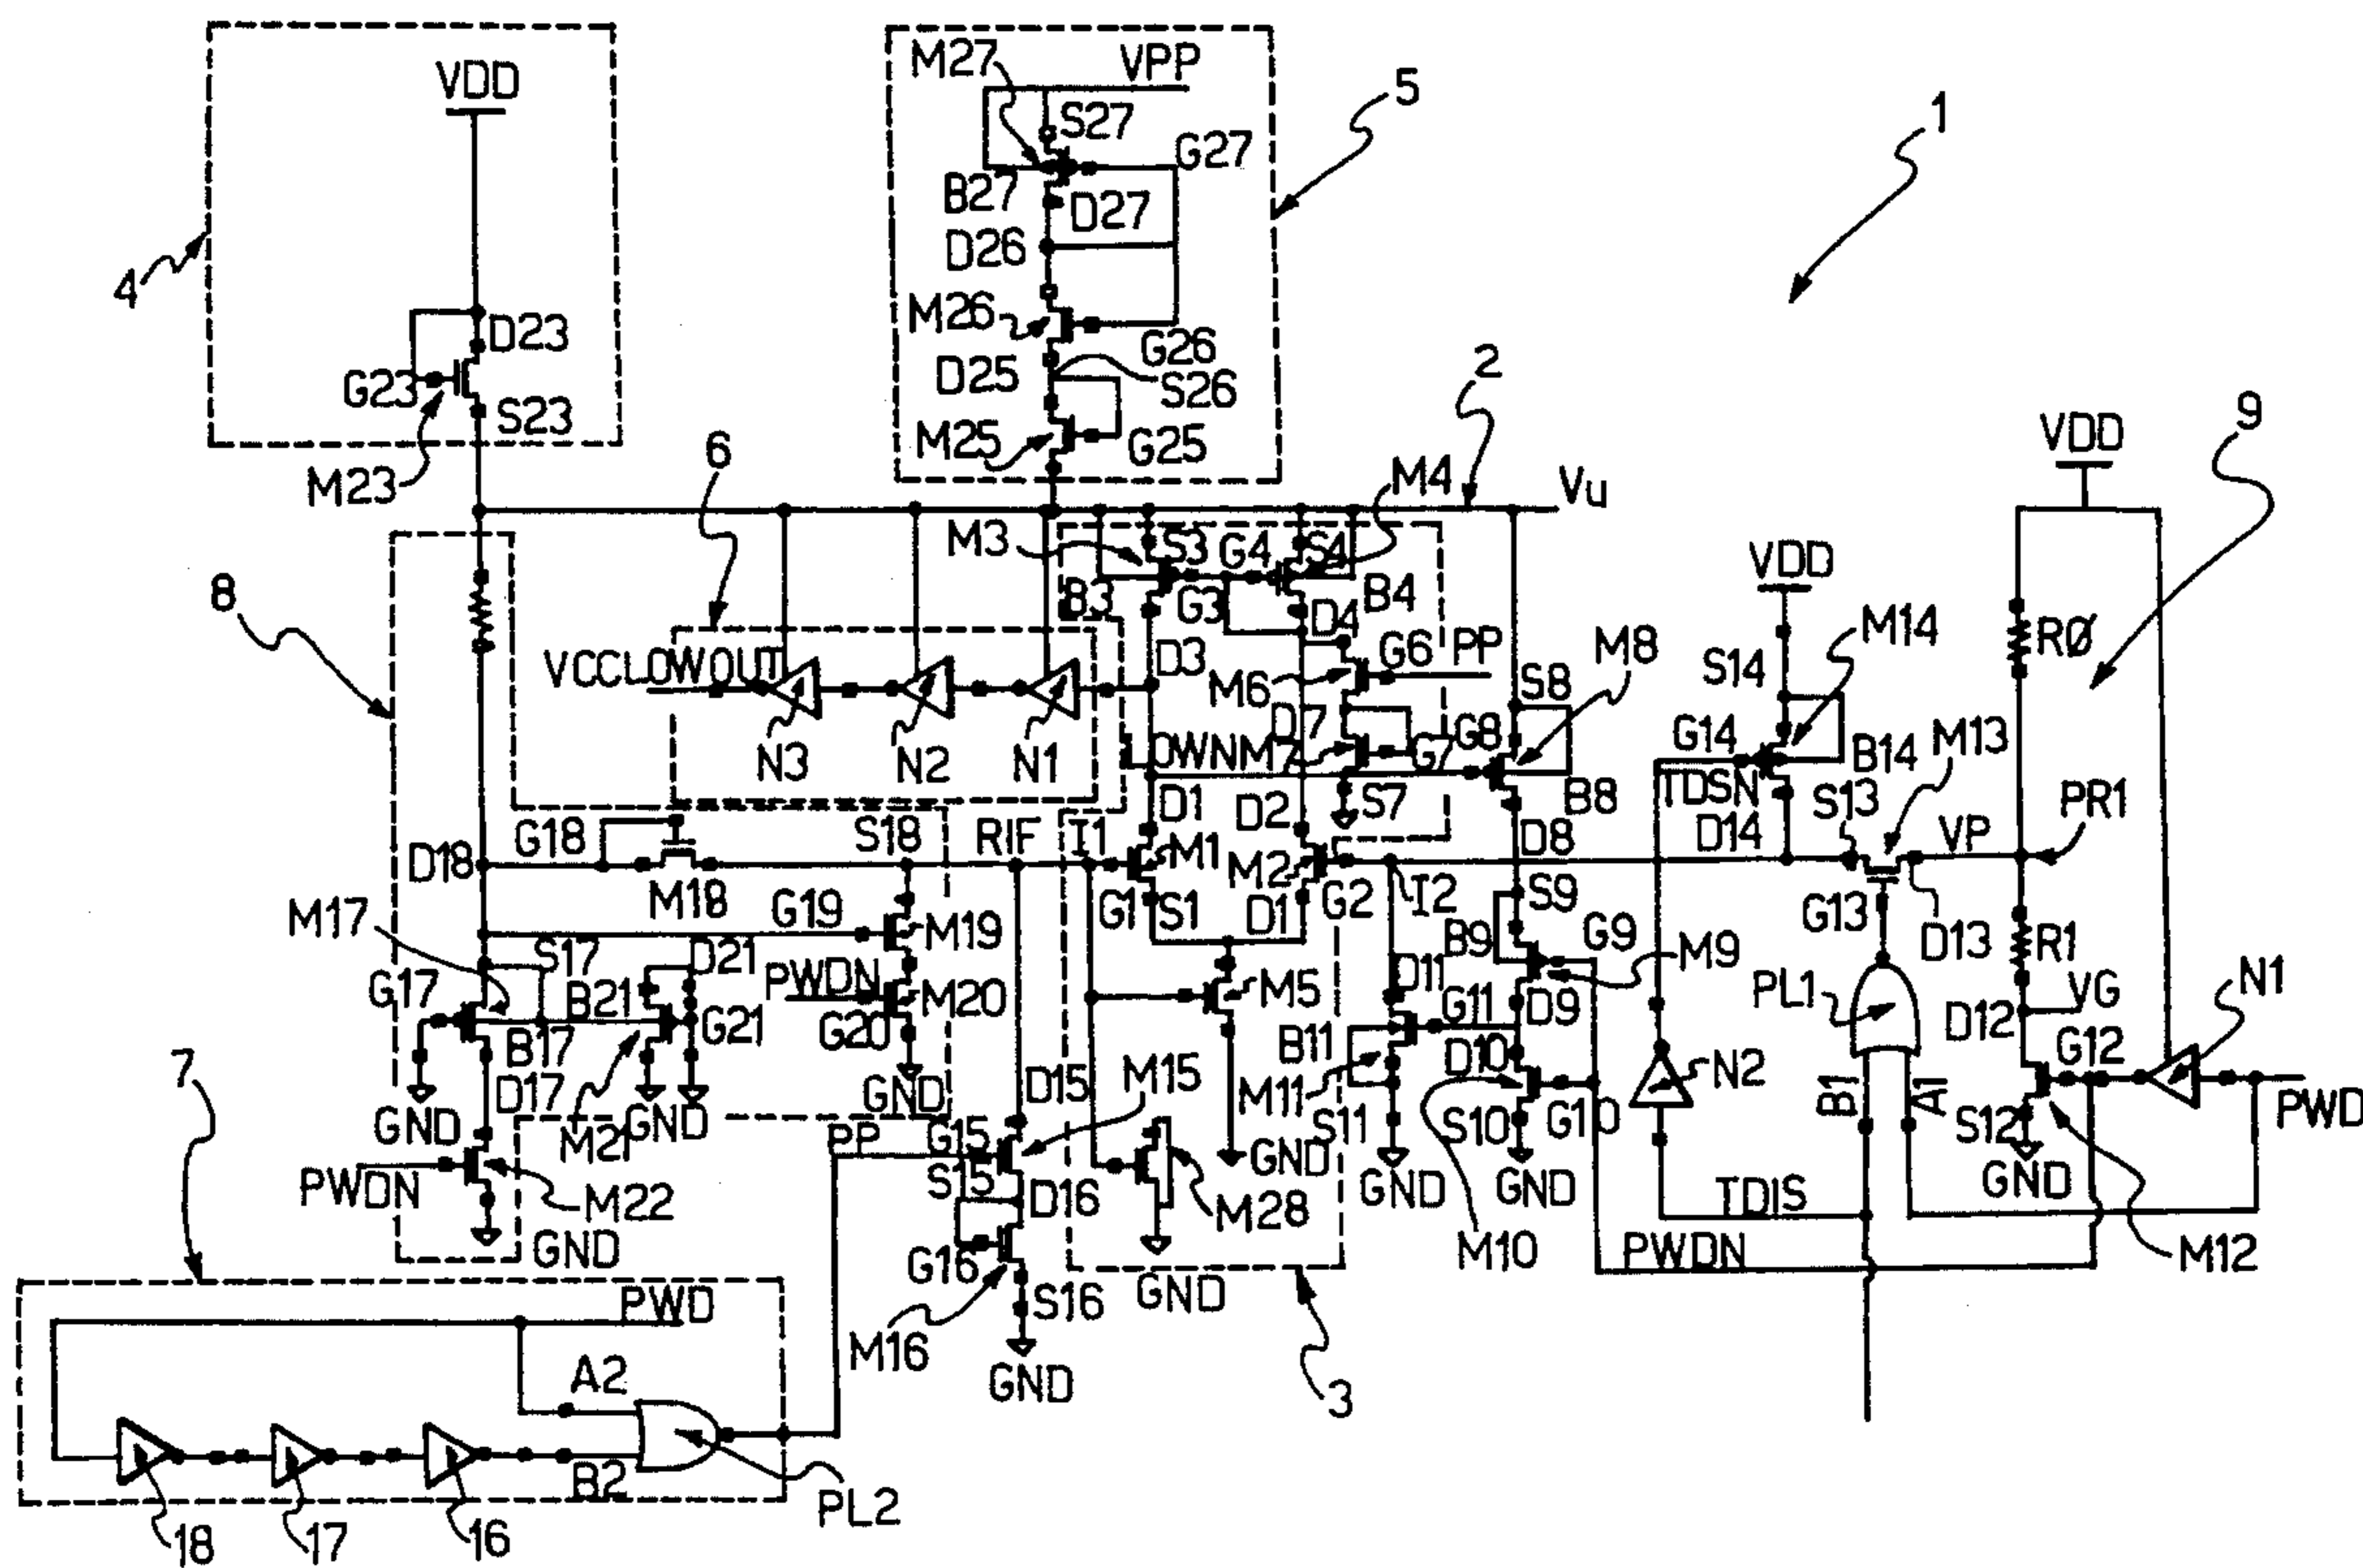 VDD
4
D23
G23
S23
M23
M27
VPP
S27
G27
B27
D27
D26
M26
G26
D25
S26
M25
G25
5
1
2
Vu
6
M3
S3
G4
S4
M4
B3
G3
D4
B4
D3
8
VCCLOWOUT
N3
N2
N1
M6
G6
PP
D7
OWN
M7
G7
S7
G8
S8
M8
B8
D8
VDD
S14
M14
G14
B14
TDSN
D14
S13
M13
VP
G13
D13
VDD
9
RØ
PR1
R1
VG
D12
G12
N1
PWD
S12
GND
M12
D18
G18
M18
S18
RIF
I1
D1
M1
G1
S1
D2
M2
D1
G2
I2
S9
B9
G9
M9
D9
M17
S17
G17
B17
D17
GND
B21
D21
G21
M21
GND
G19
M19
PWDN
M20
G20
GND
M5
GND
D11
G11
B11
M11
S11
GND
D10
S10
G10
GND
M10
N2
PL1
B1
A1
TDIS
PWDN
7
PWDN
M22
GND
PP
D15
G15
M15
S15
D16
G16
M16
S16
GND
M28
GND
3
PWD
A2
B2
PL2
18
17
16